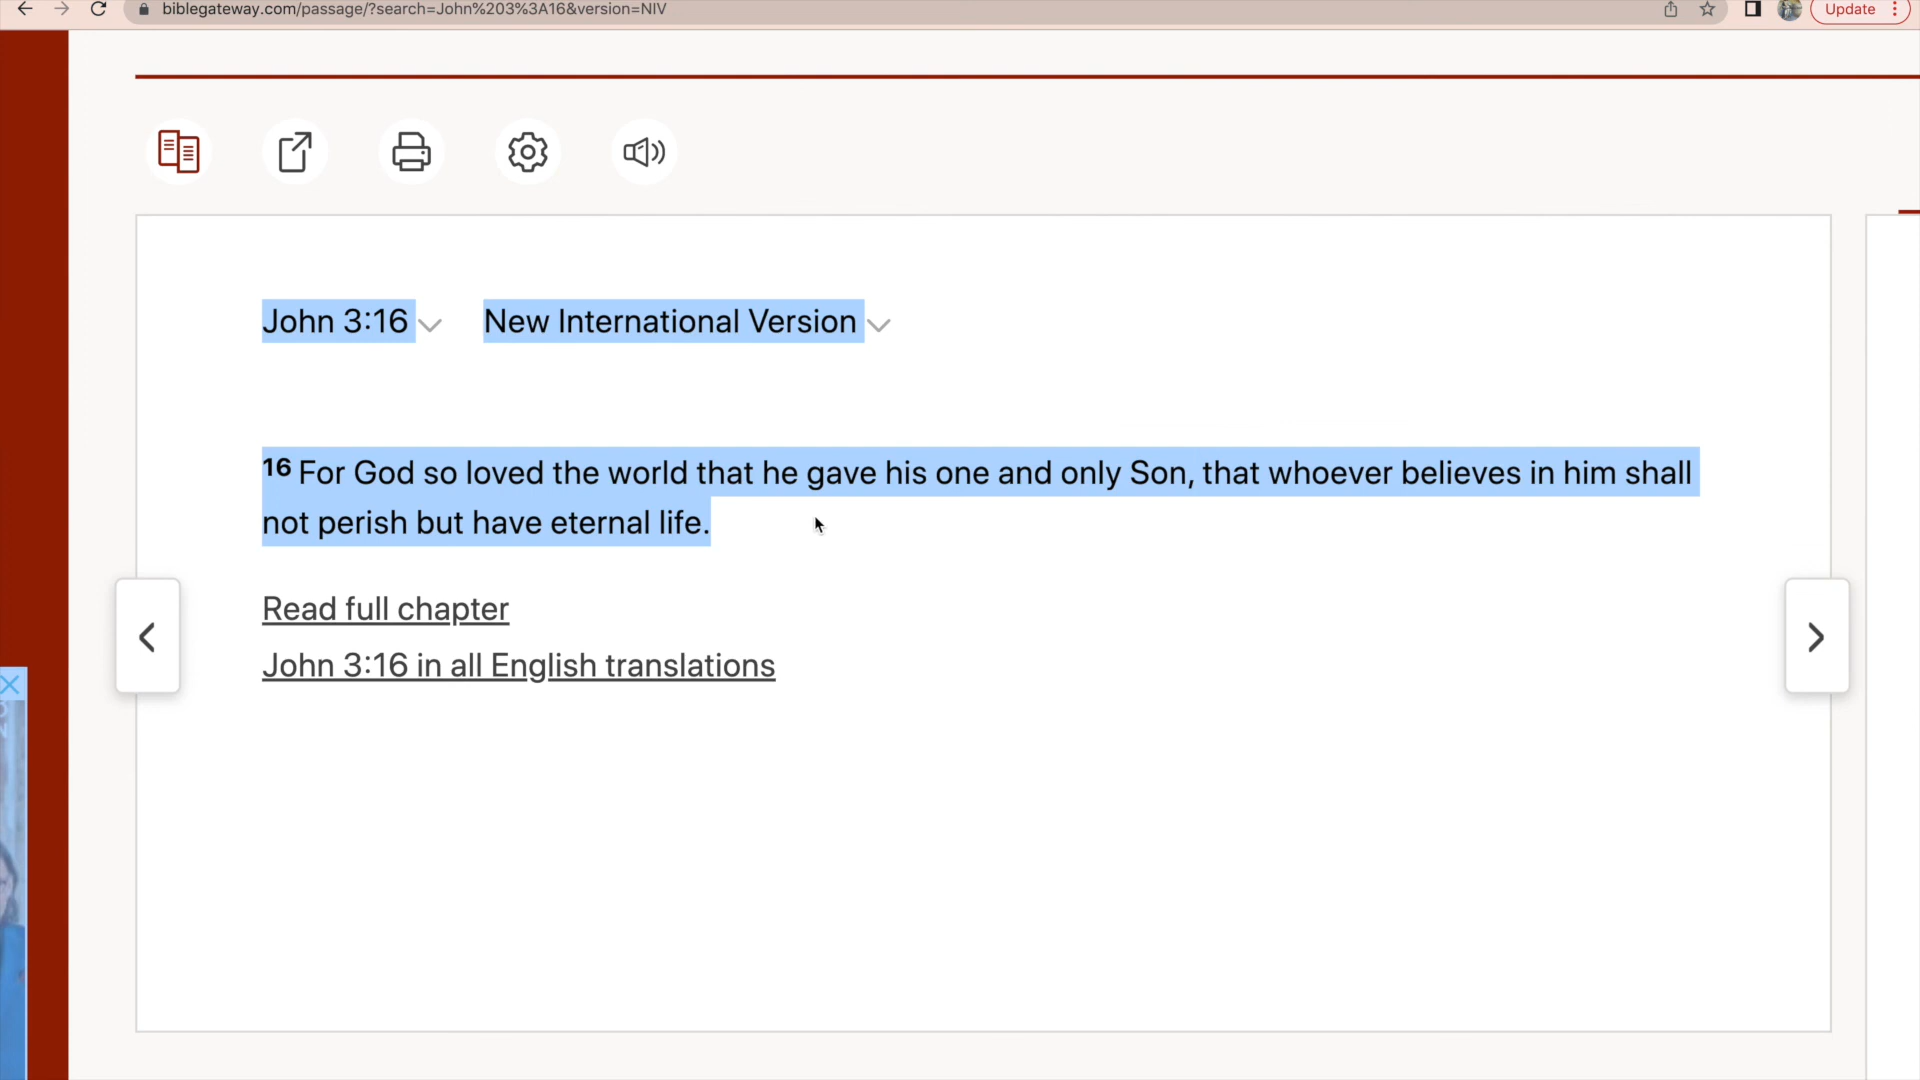 biblegateway.com/passage/?search=John%203%3A16&version=NIV
Update
John 3:16 New International Version
16 For God so loved the world that he gave his one and only Son, that whoever believes in him shall
not perish but have eternal life.
Read full chapter
John 3:16 in all English translations